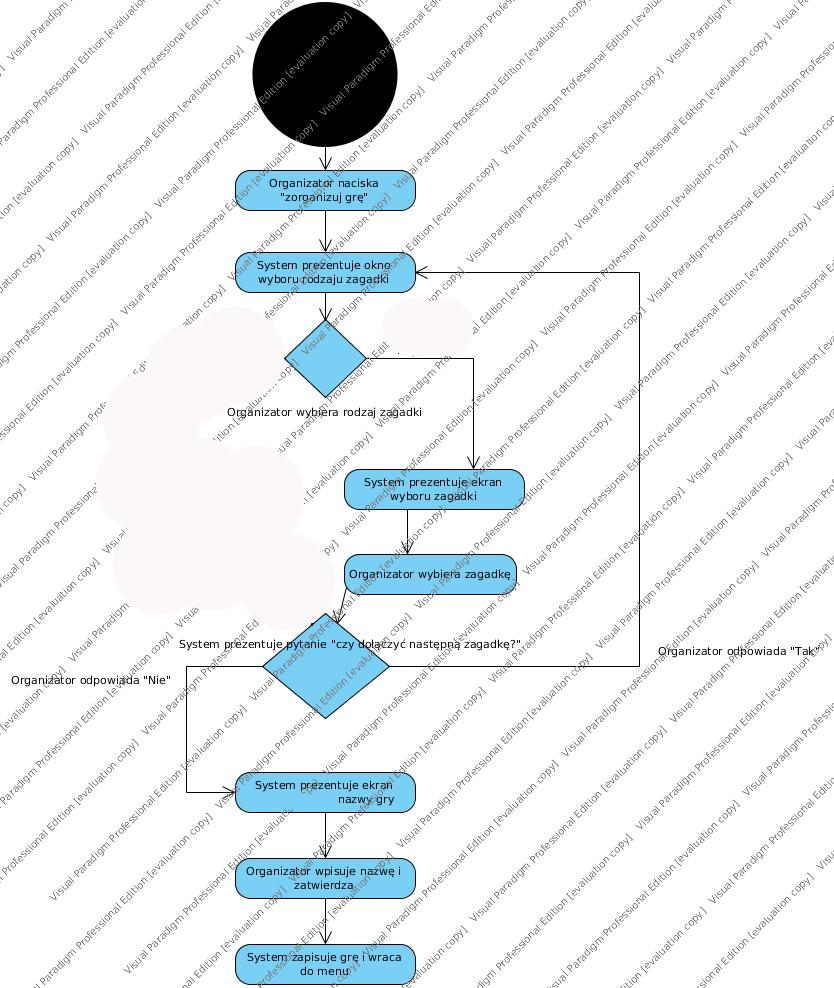 Organizator naciska
"zorganizuj grę"
System prezentuje okno
wyboru rodzaju zagadki
Organizator wybiera rodzaj zagadki
System prezentuje ekran
wyboru zagadki
Organizator wybiera zagadkę
System prezentuje pytanie "czy dołączyć następną zagadkę?"
Organizator odpowiada "Tak"
Organizator odpowiada "Nie"
System prezentuje ekran
nazwy gry
Organizator wpisuje nazwę i
zatwierdza
System zapisuje grę i wraca
do menu
Visual Paradigm Professional Edition [evaluation copy]